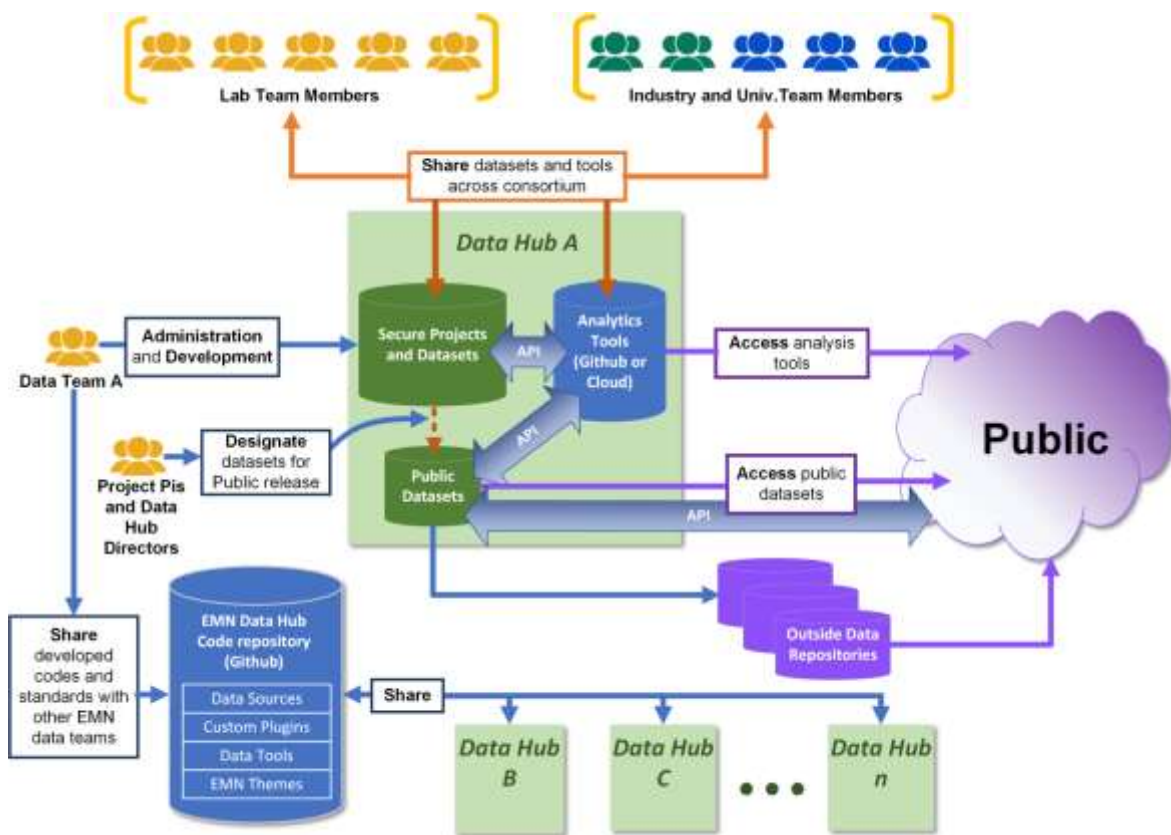 Lab Team Members
Industry and Univ.Team Members
Share datasets and tools
across consortium
Data Hub A
Secure Projects
and Datasets
API
Analytics
Tools
(Github or
Cloud)
Administration
and Development
Data Team A
Access analysis
tools
Public
API
Designate
datasets for
Public release
Project Pis
and Data
Hub
Directors
Public
Datasets
Access public
datasets
API
Outside Data
Repositories
Share
developed
codes and
standards with
other EMN
data teams
EMN Data Hub
Code repository
(Github)
Data Sources
Custom Plugins
Data Tools
EMN Themes
Share
Data Hub
B
Data Hub
C
Data Hub
n